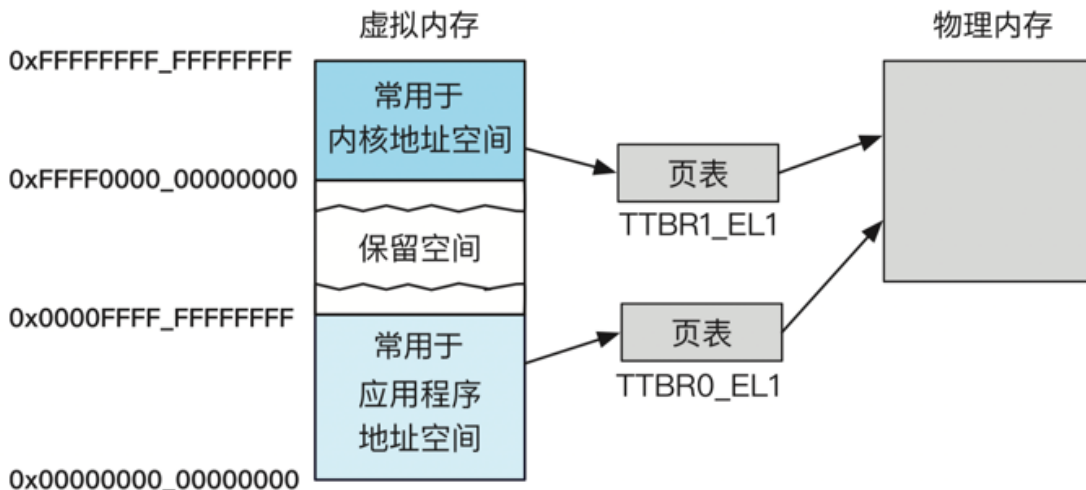 虚拟内存
物理内存
0xFFFFFFFF_FFFFFFFF
常用于
内核地址空间
0xFFFF0000_00000000
页表
TTBR1_EL1
保留空间
0x0000FFFF_FFFFFFFF
常用于
应用程序
地址空间
页表
TTBR0_EL1
0x00000000_00000000